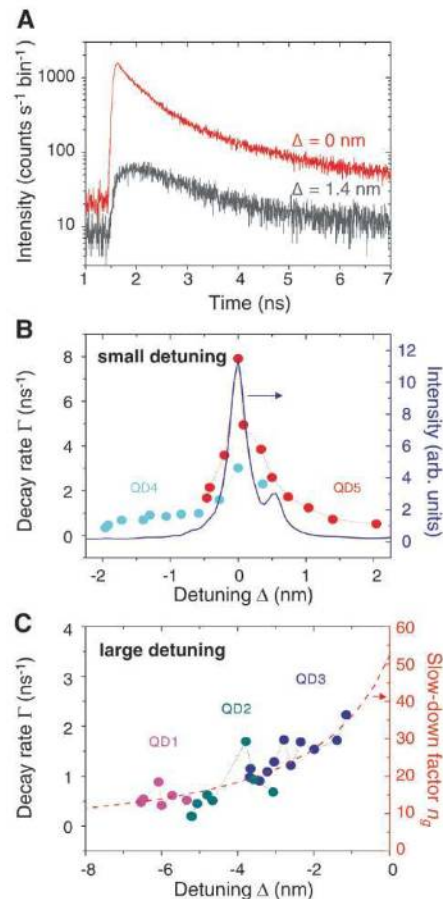 A
Intensity (counts s⁻¹ bin⁻¹)
1000
100
10
Δ = 0 nm
Δ = 1.4 nm
1 2 3 4 5 6 7
Time (ns)
B
small detuning
Decay rate Γ (ns⁻¹)
8
6
4
2
0
QD4
QD5
12
10
8
6
4
2
0
Intensity (arb. units)
-2 -1 0 1 2
Detuning Δ (nm)
C
large detuning
Decay rate Γ (ns⁻¹)
4
3
2
1
0
QD1
QD2
QD3
60
50
40
30
20
10
0
Slow-down factor n_g
-8 -6 -4 -2 0
Detuning Δ (nm)